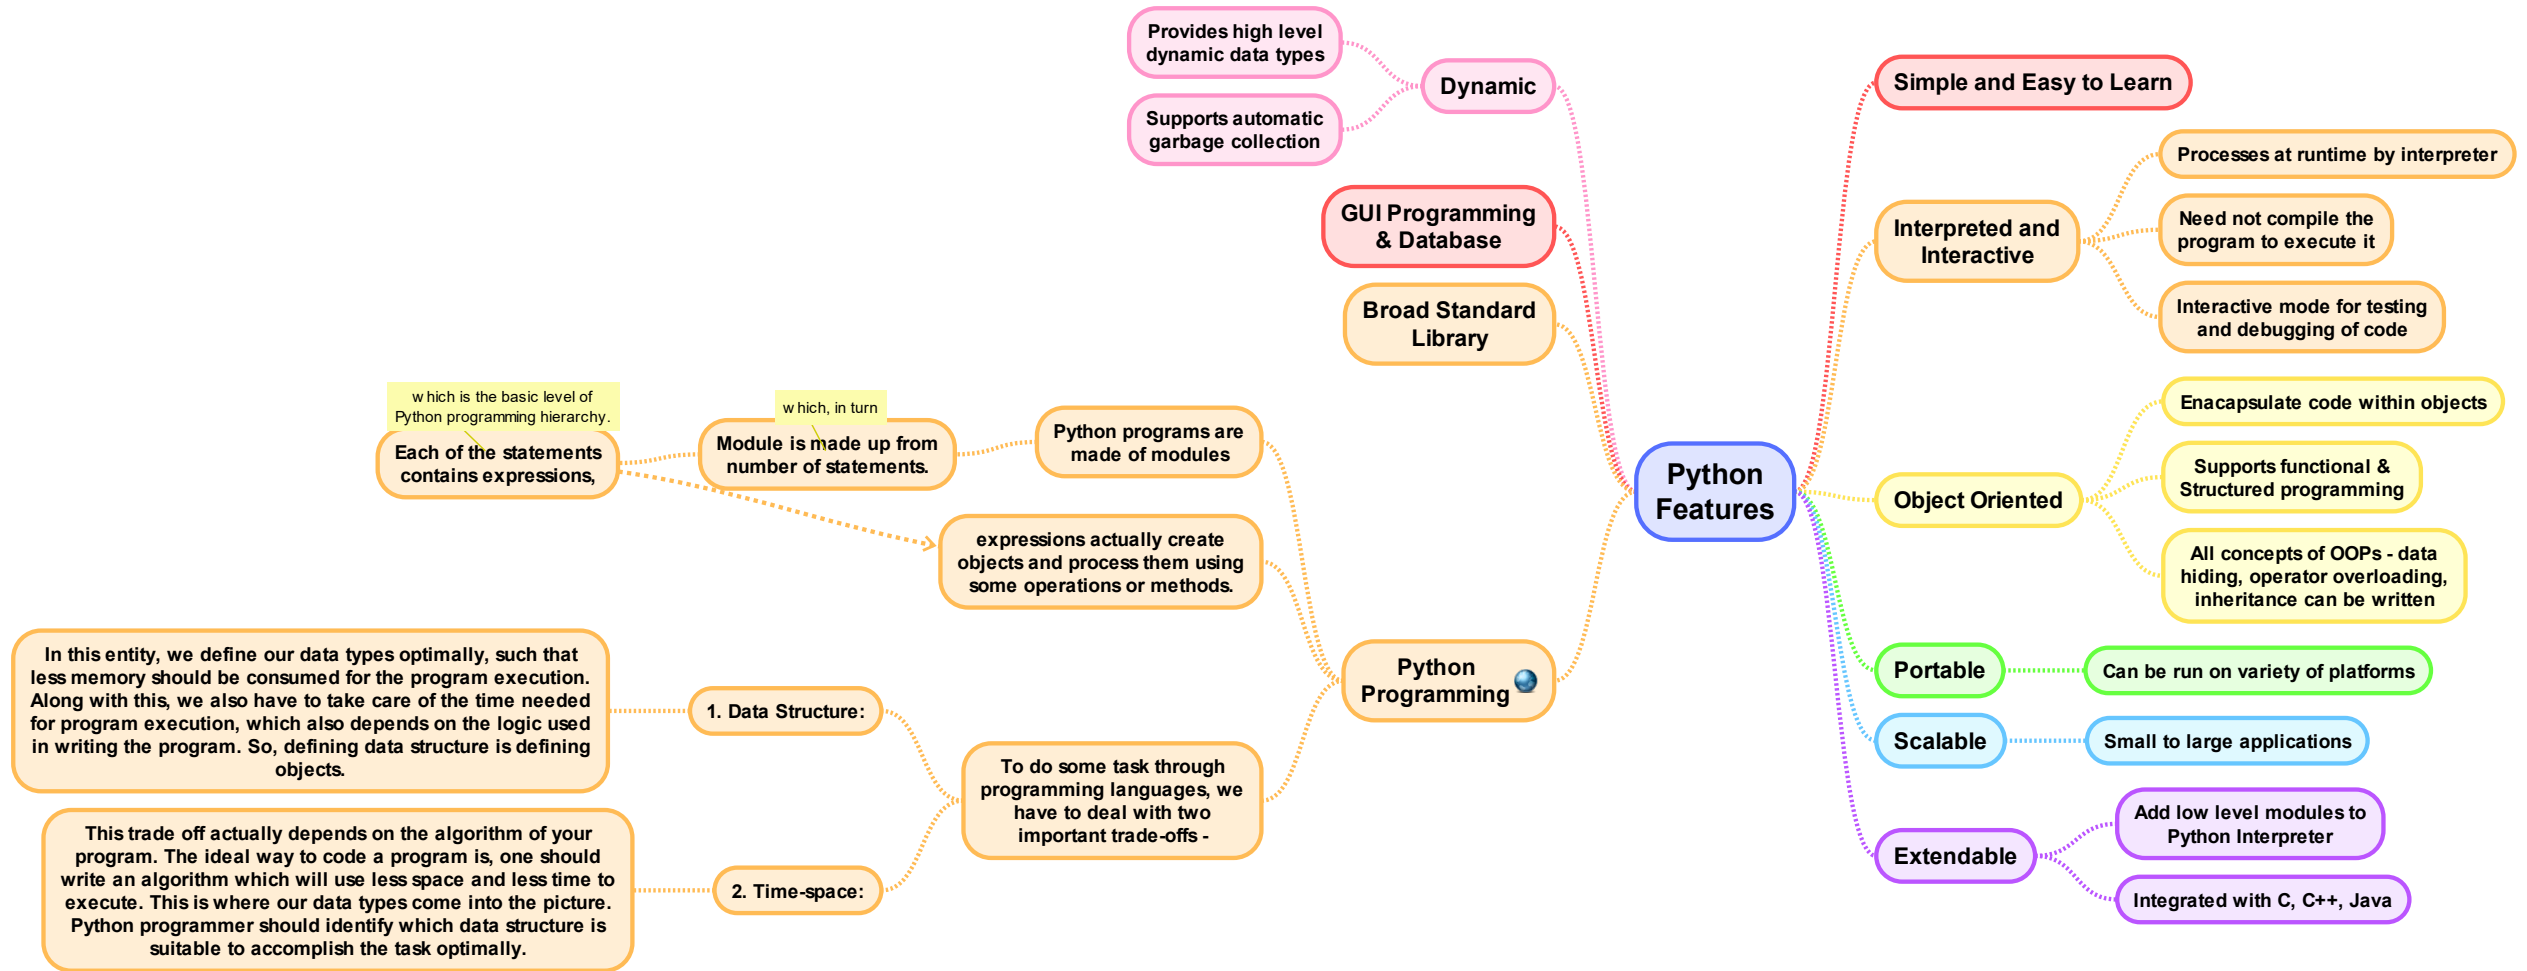 Python
Features
Simple and Easy to Learn
Interpreted and
Interactive
Processes at runtime by interpreter
Need not compile the
program to execute it
Interactive mode for testing
and debugging of code
Object Oriented
Enacapsulate code within objects
Supports functional &
Structured programming
All concepts of OOPs - data
hiding, operator overloading,
inheritance can be written
Portable
Can be run on variety of platforms
Scalable
Small to large applications
Extendable
Add low level modules to
Python Interpreter
Integrated with C, C++, Java
Dynamic
Provides high level
dynamic data types
Supports automatic
garbage collection
GUI Programming
& Database
Broad Standard
Library
Python
Programming
Python programs are
made of modules
which, in turn
Module is made up from
number of statements.
which is the basic level of
Python programming hierarchy.
Each of the statements
contains expressions,
expressions actually create
objects and process them using
some operations or methods.
To do some task through
programming languages, we
have to deal with two
important trade-offs -
1. Data Structure:
In this entity, we define our data types optimally, such that
less memory should be consumed for the program execution.
Along with this, we also have to take care of the time needed
for program execution, which also depends on the logic used
in writing the program. So, defining data structure is defining
objects.
2. Time-space:
This trade off actually depends on the algorithm of your
program. The ideal way to code a program is, one should
write an algorithm which will use less space and less time to
execute. This is where our data types come into the picture.
Python programmer should identify which data structure is
suitable to accomplish the task optimally.